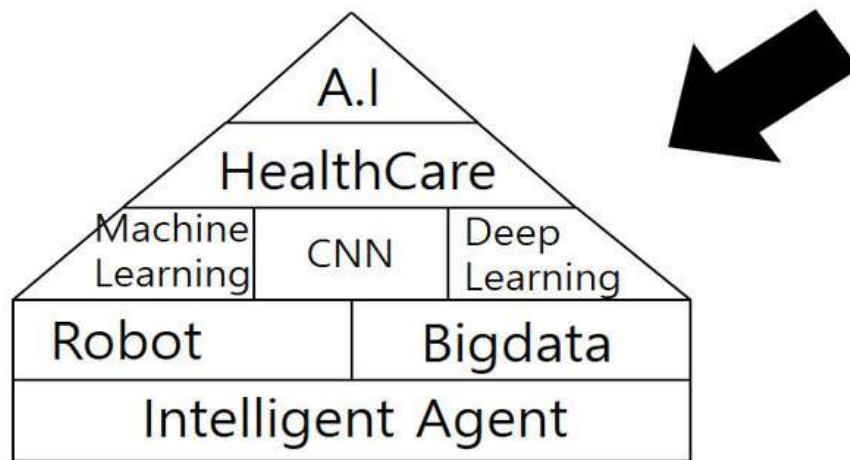 A.I
HealthCare
Machine
Learning
CNN
Deep
Learning
Robot
Bigdata
Intelligent Agent